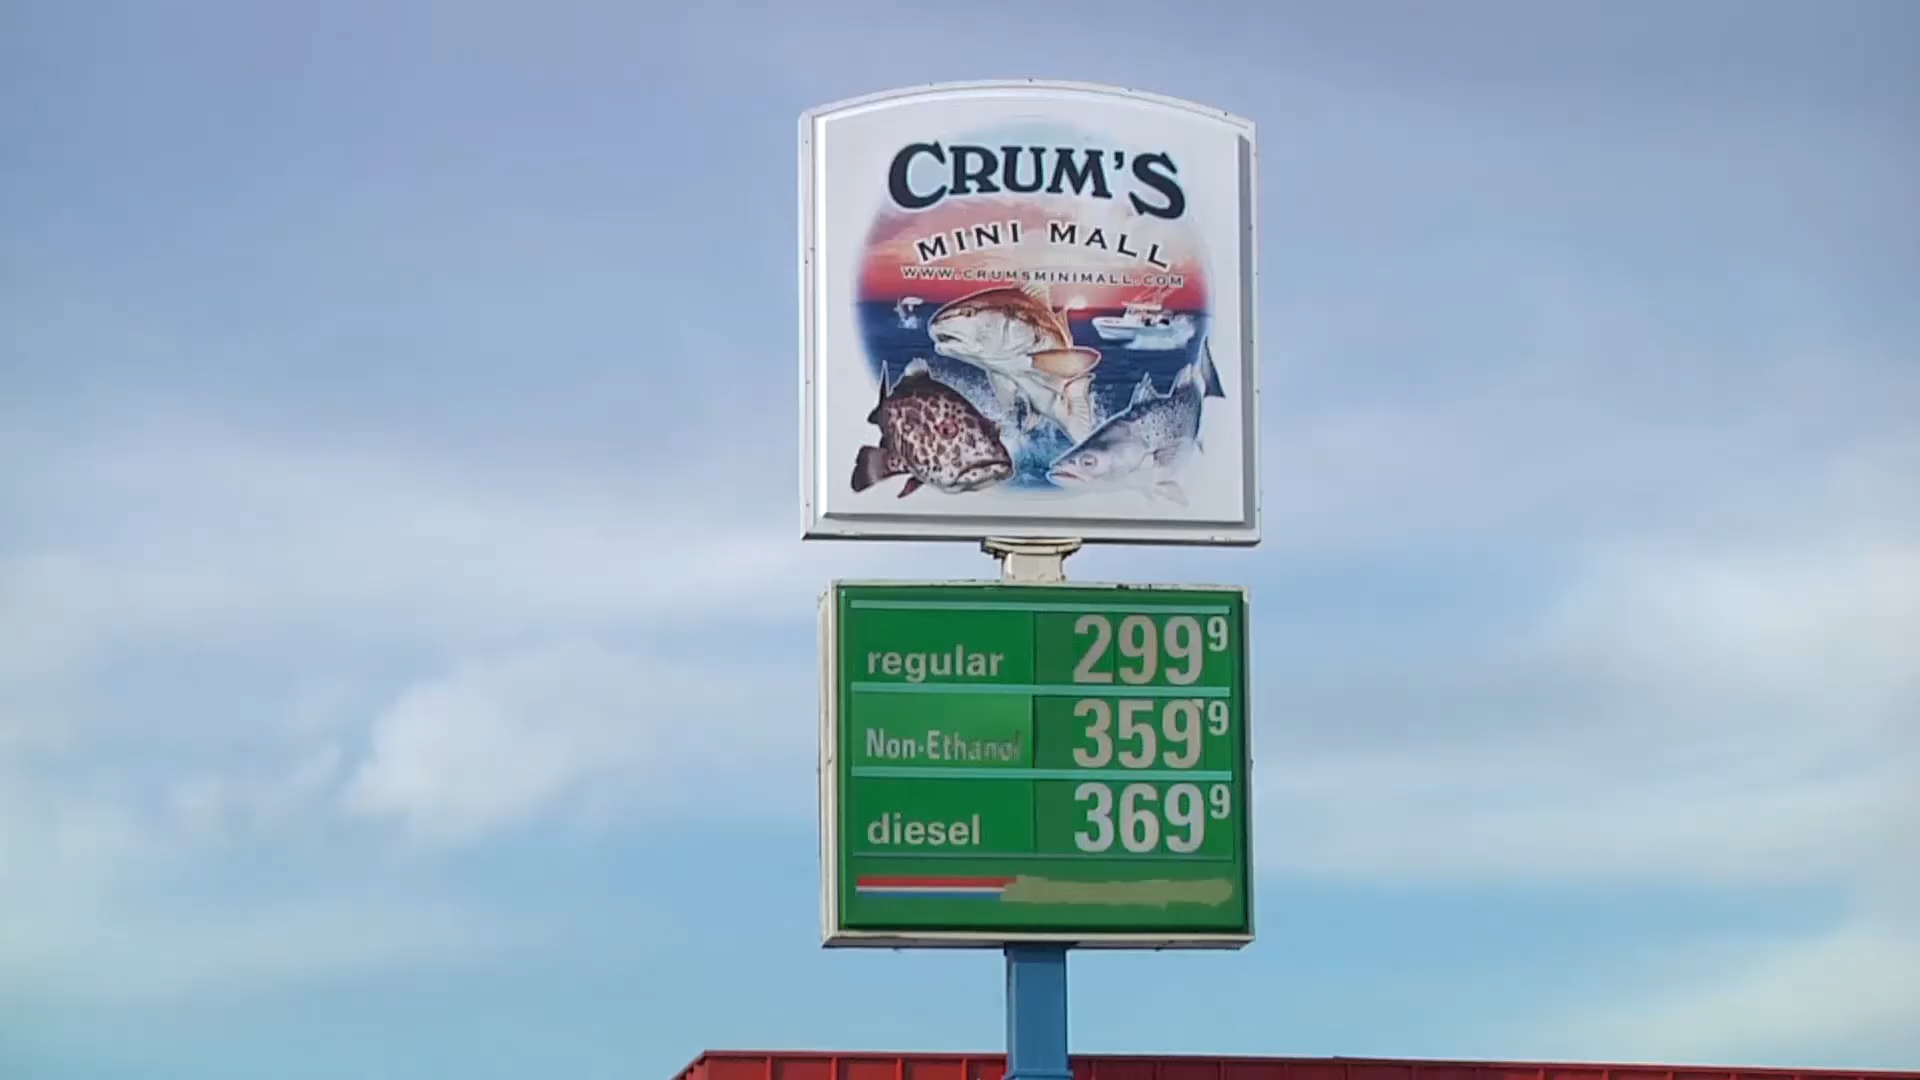 CRUM'S
MINI MALL
WWW.CRUMSMINIMALL.COM
regular 299 9
Non-Ethanol 359 9
diesel 369 9